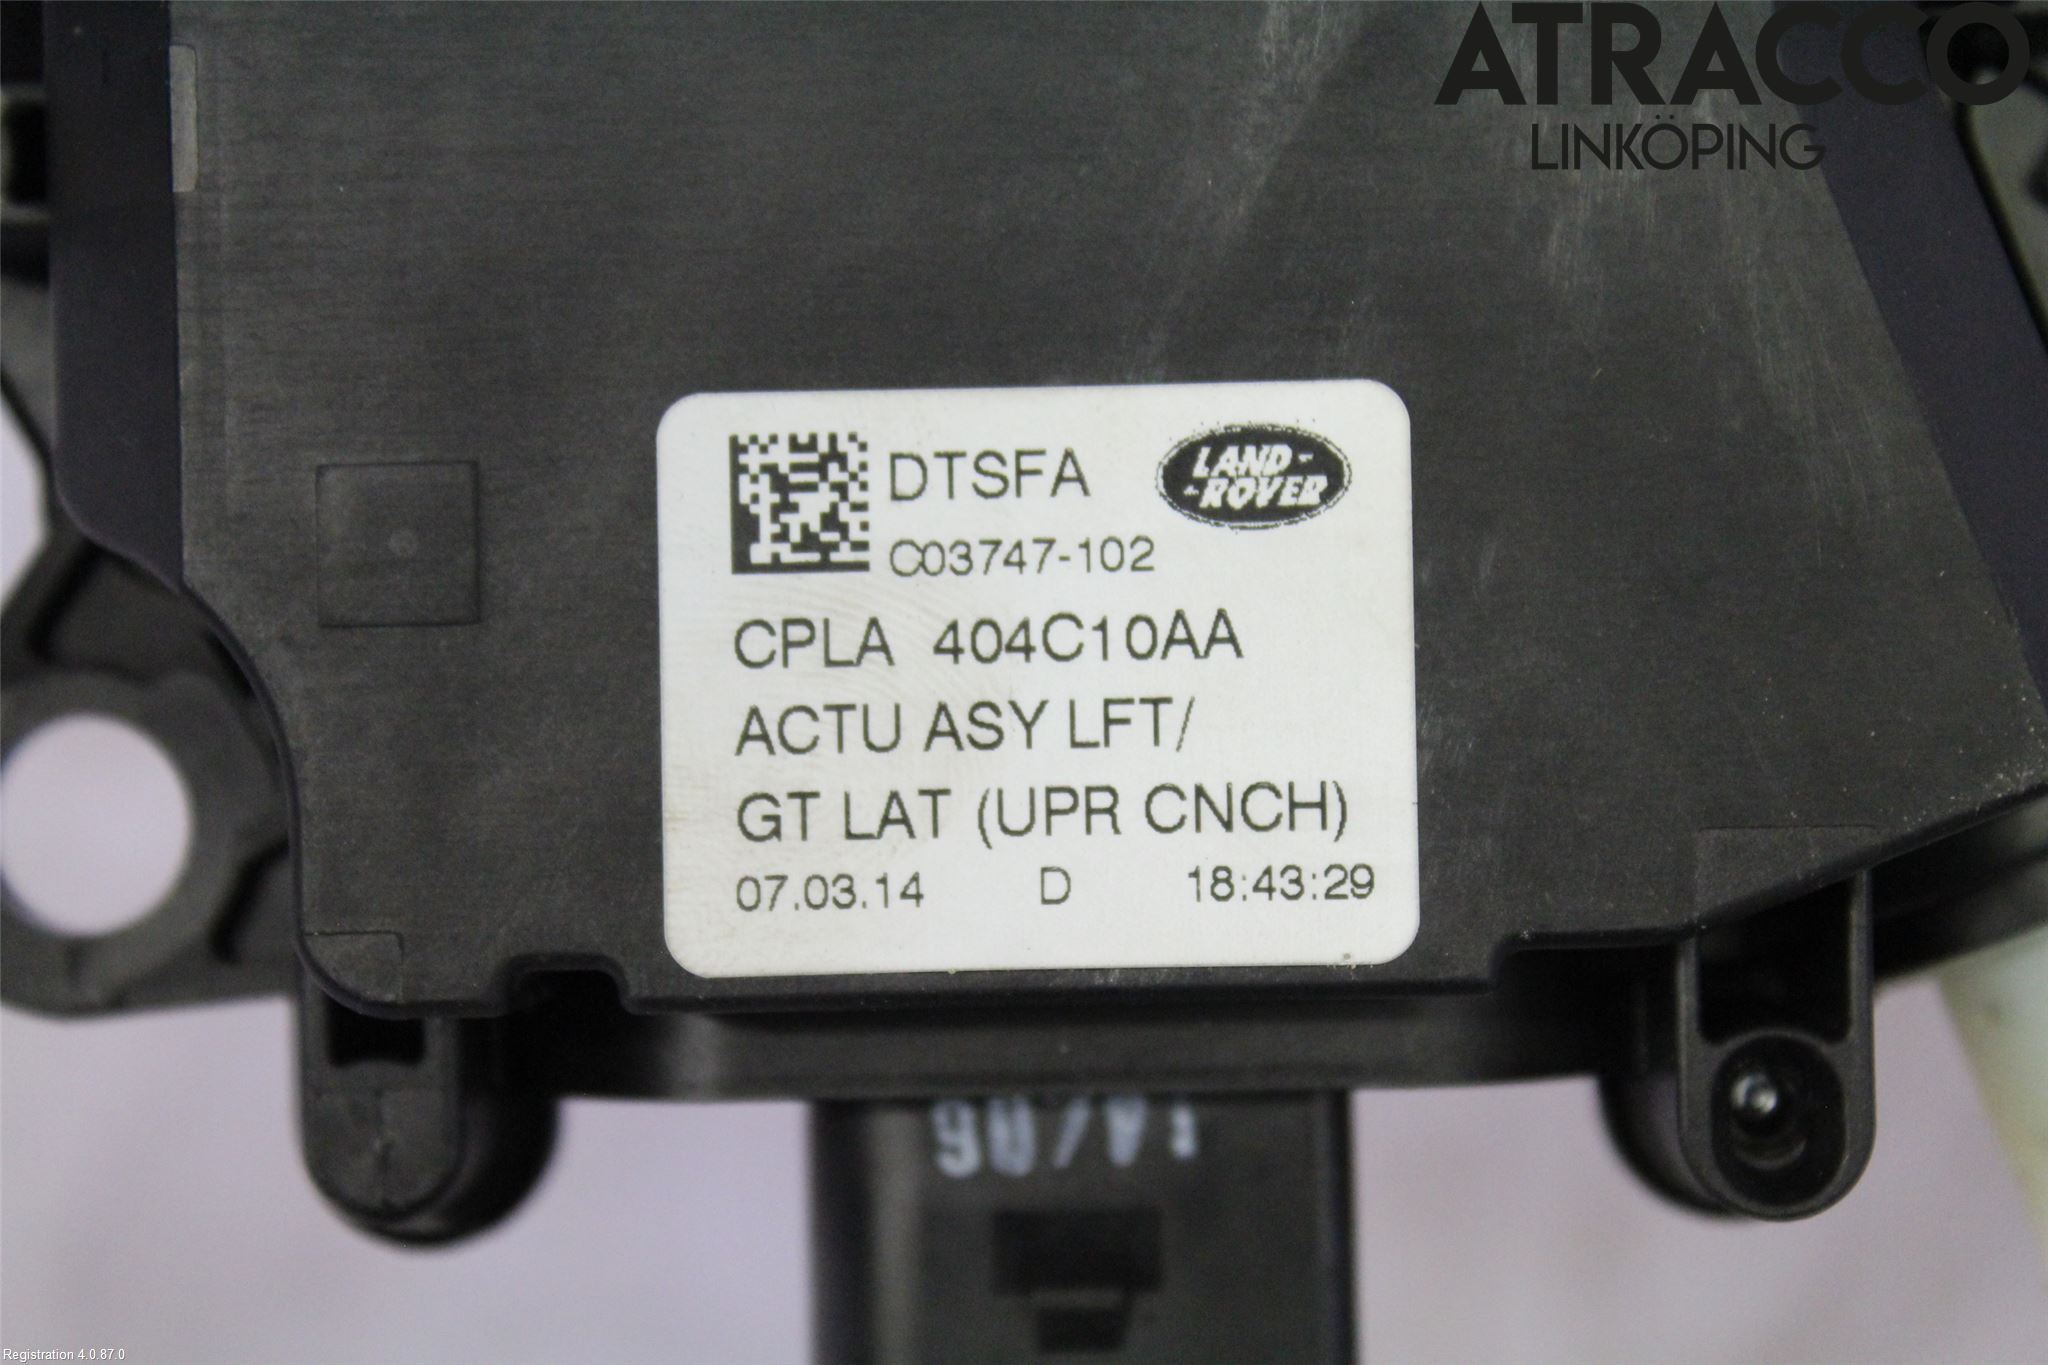 ATRACCO
LINKÖPING
DTSFA
LAND-
-ROVER
C03747-102
CPLA 404C10AA
ACTU ASY LFT/
GT LAT (UPR CNCH)
07.03.14 D 18:43:29
Registration 4.0.87.0